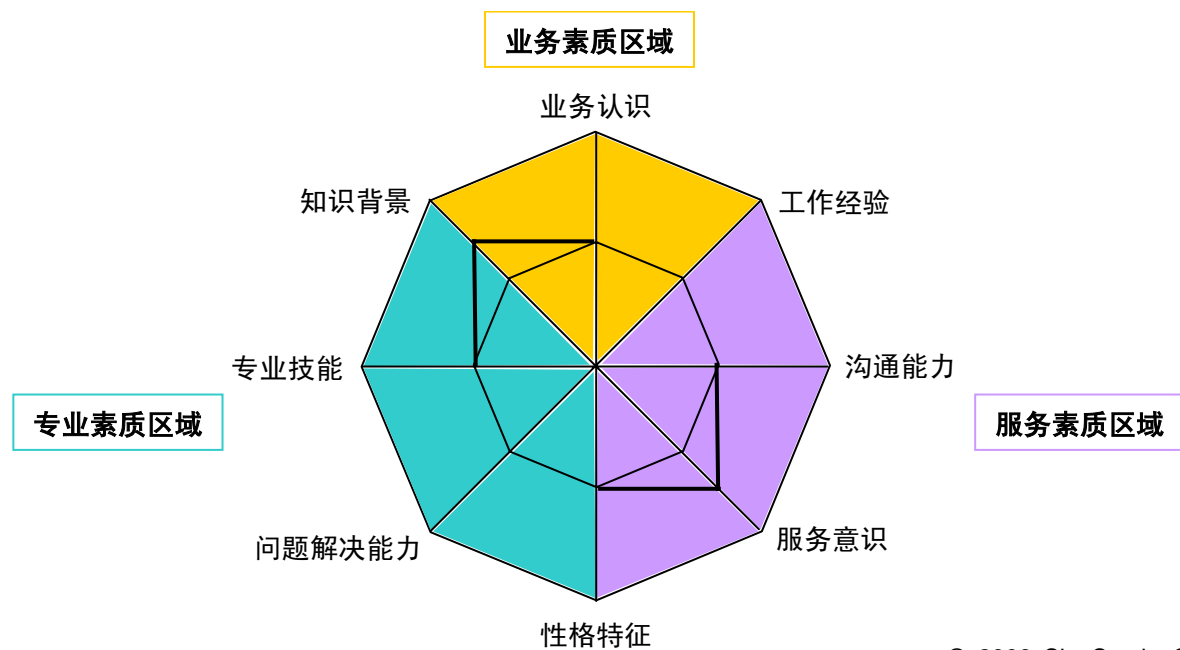 业务素质区域
业务认识
知识背景
工作经验
专业技能
沟通能力
专业素质区域
服务素质区域
问题解决能力
服务意识
性格特征